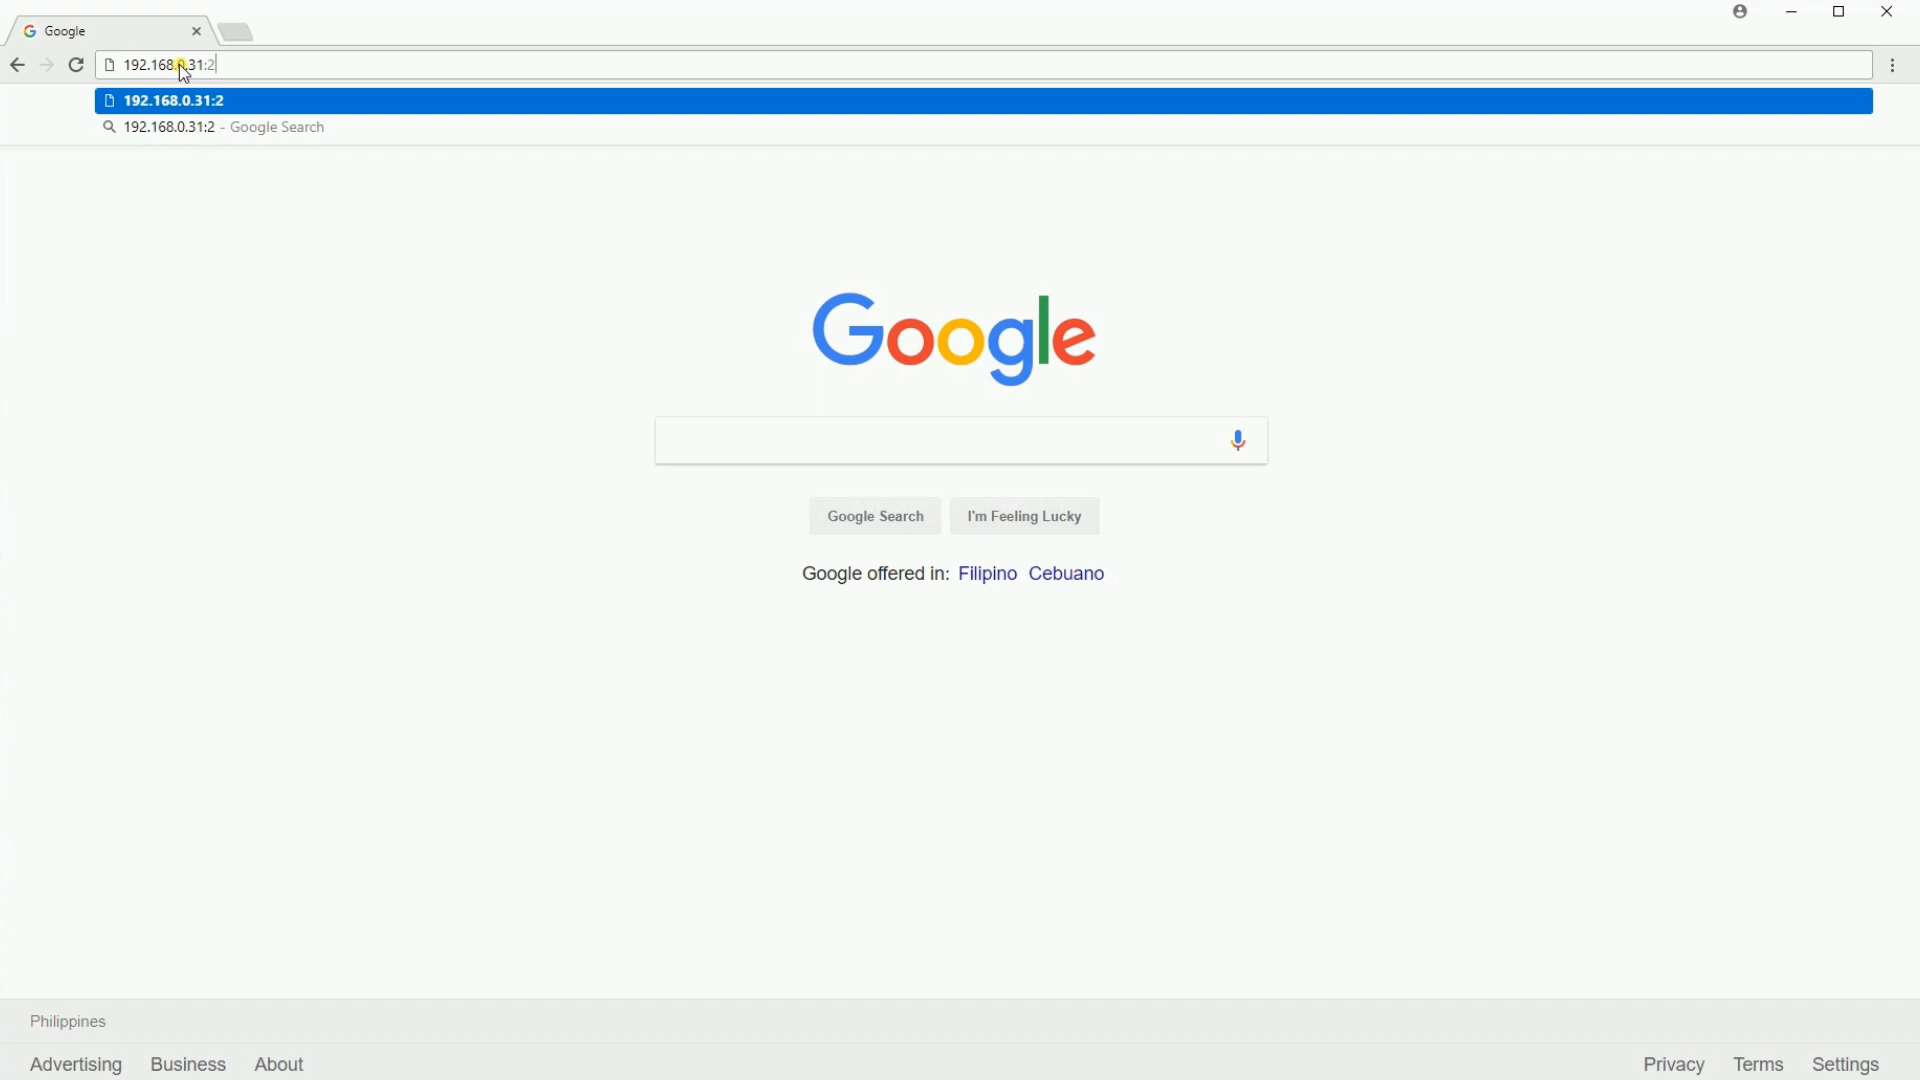 Google
192.168.0.31:2
192.168.0.31:2
192.168.0.31:2 - Google Search
Google
Google Search I'm Feeling Lucky
Google offered in: Filipino Cebuano
Philippines
Advertising Business About Privacy Terms Settings